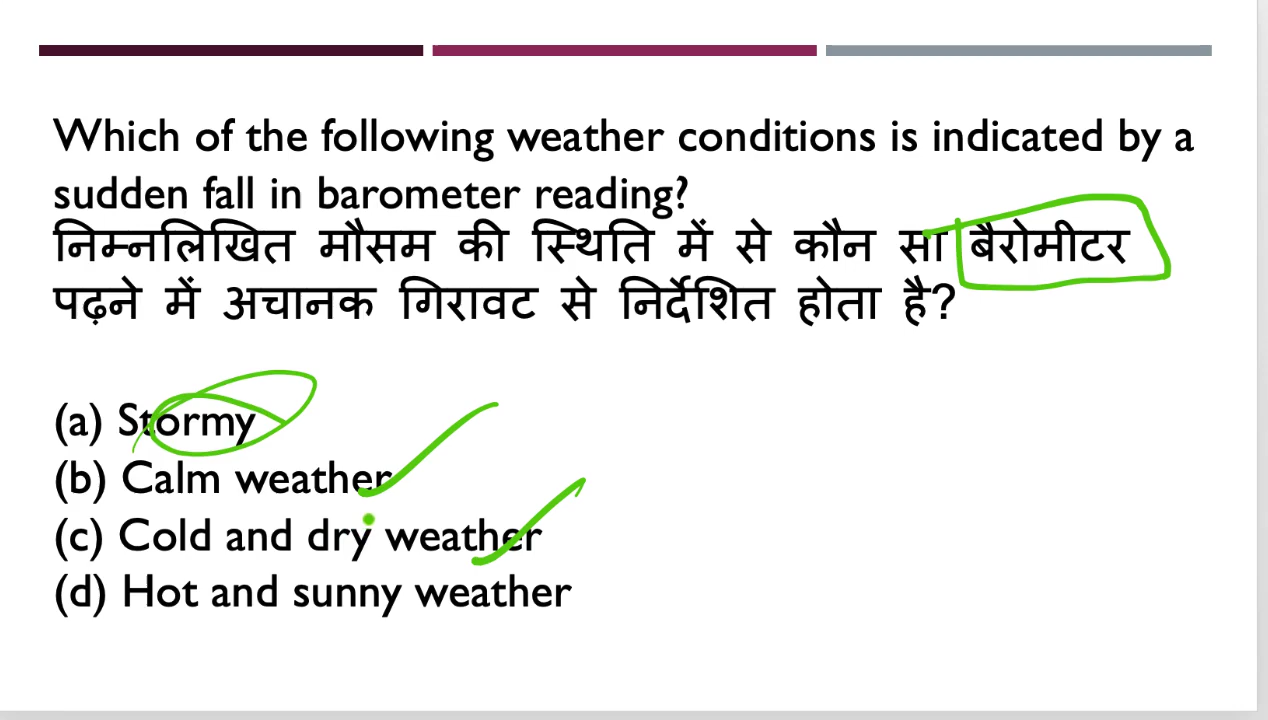 Which of the following weather conditions is indicated by a
sudden fall in barometer reading?
निम्नलिखित मौसम की स्थिति में से कौन सा बैरोमीटर
पढ़ने में अचानक गिरावट से निर्देशित होता है?
(a) Stormy
(b) Calm weather
(c) Cold and dry weather
(d) Hot and sunny weather